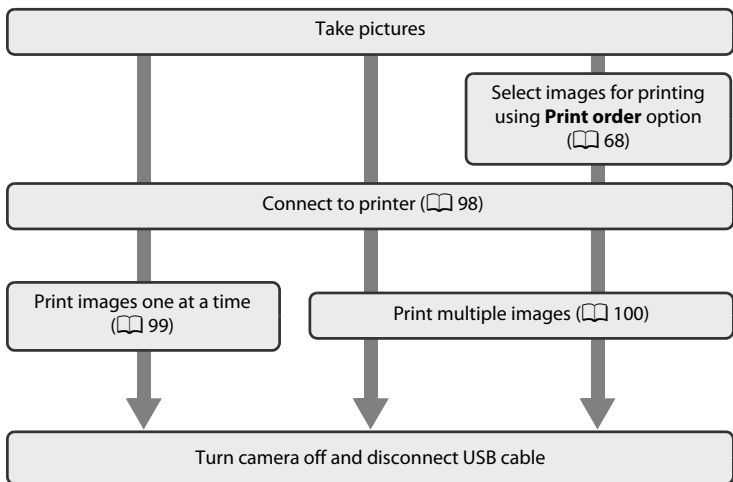 Take pictures
Select images for printing
using Print order option
(📖 68)
Connect to printer (📖 98)
Print images one at a time
(📖 99)
Print multiple images (📖 100)
Turn camera off and disconnect USB cable